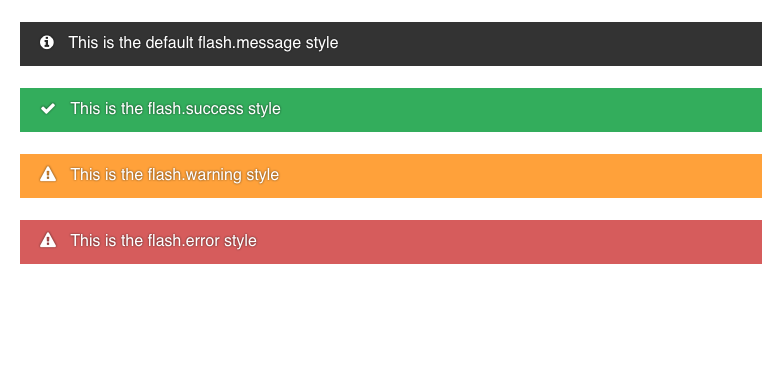 This is the default flash.message style
This is the flash.success style
This is the flash.warning style
This is the flash.error style